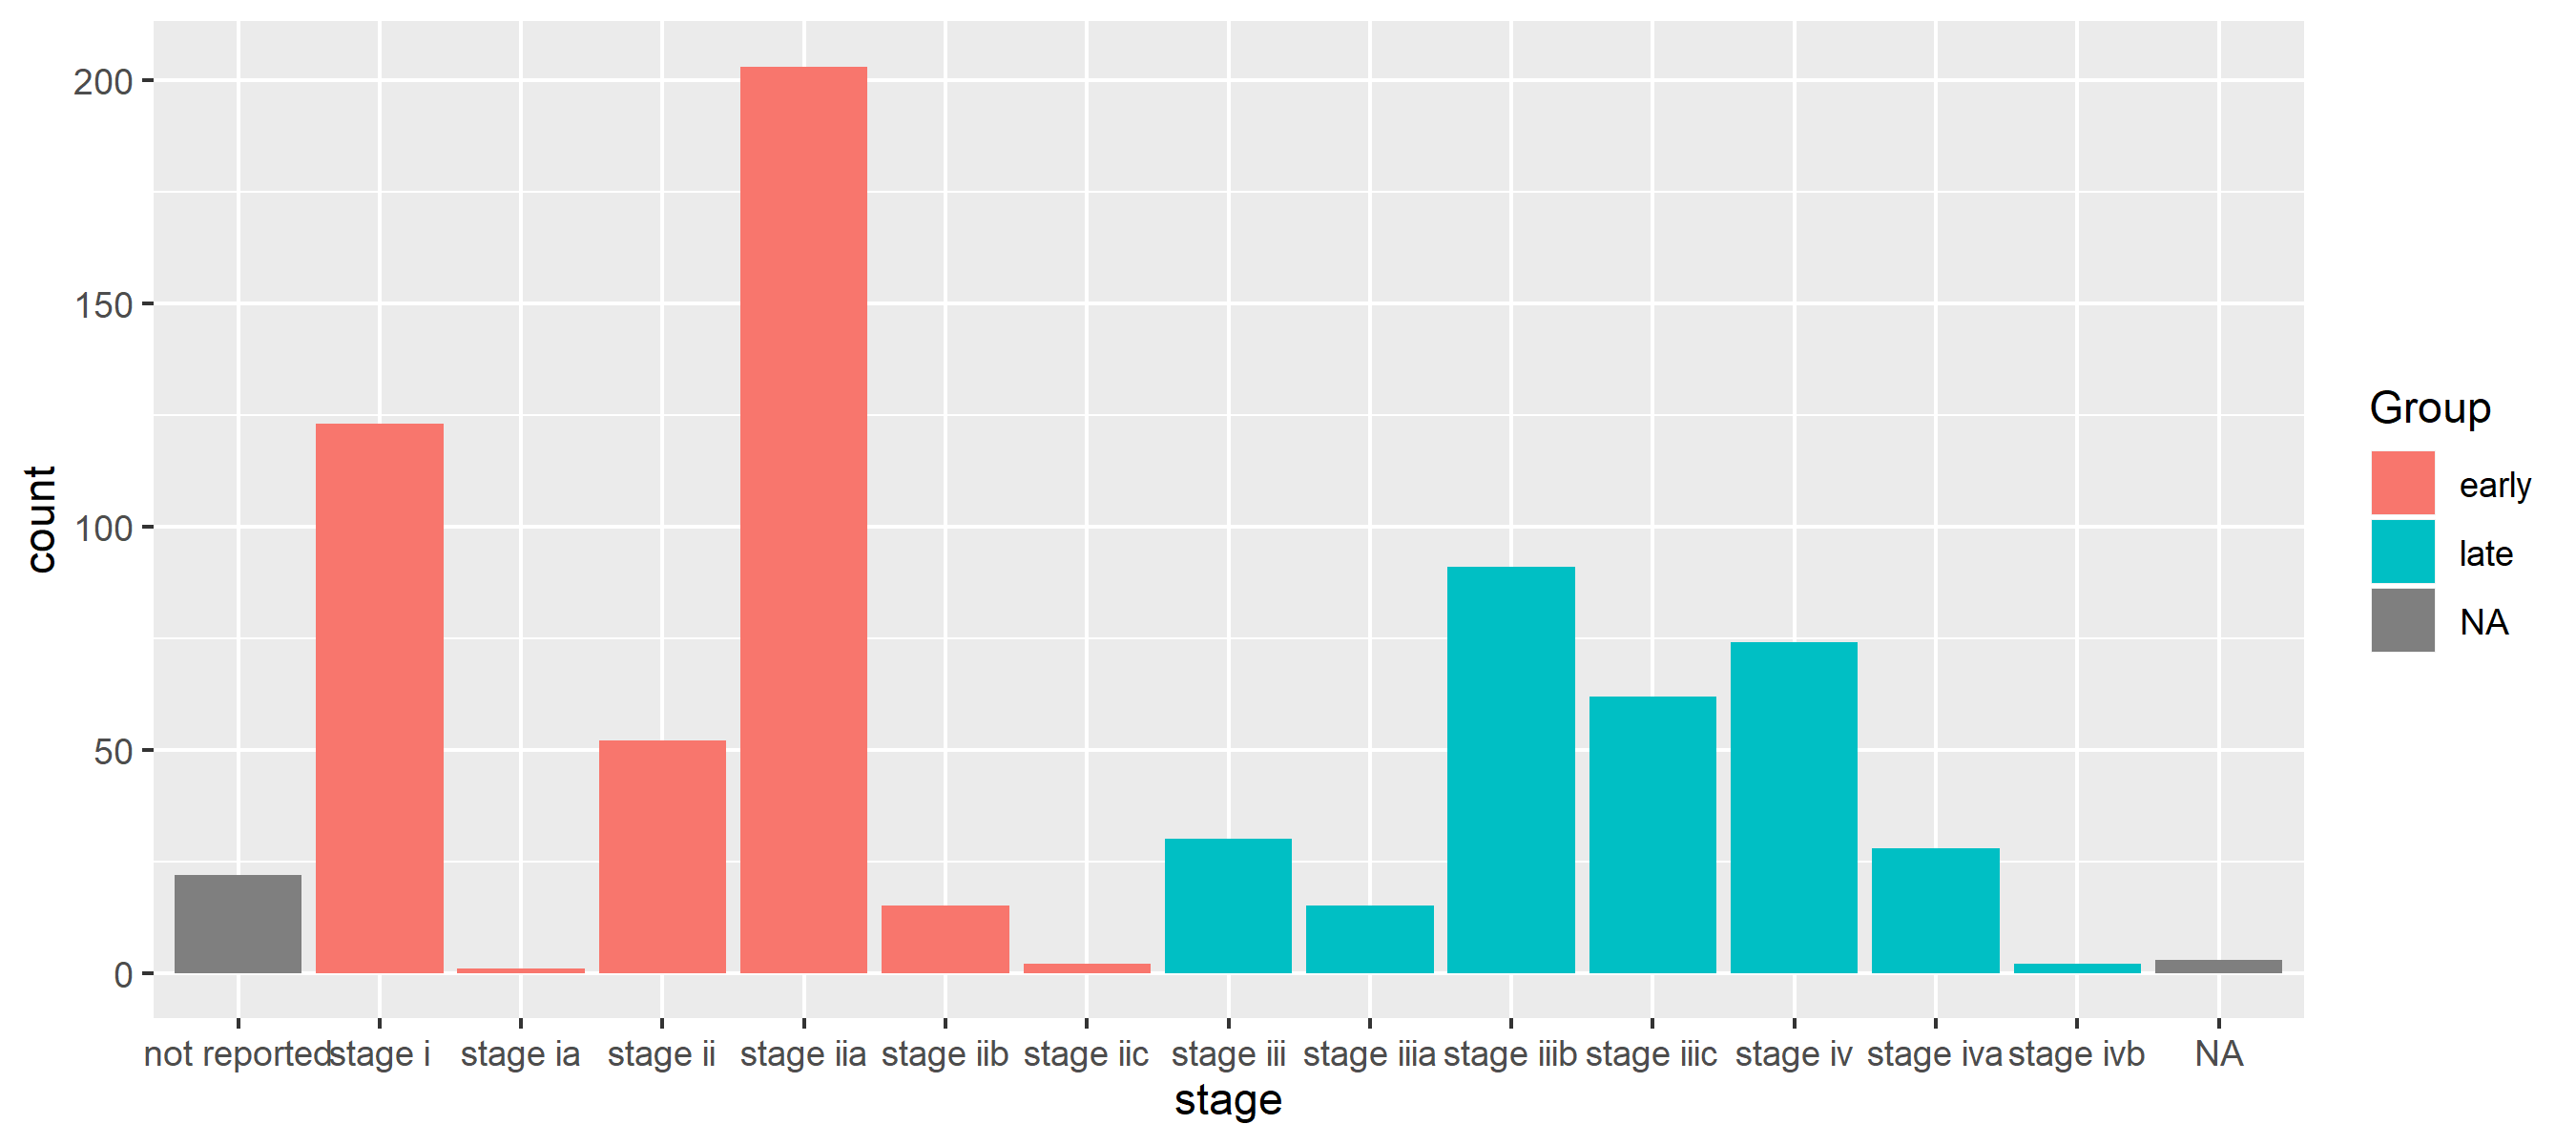 200
150
100
50
0
count
not reported
stage i
stage ia
stage ii
stage iia
stage iib
stage iic
stage iii
stage iiia
stage iiib
stage iiic
stage iv
stage iva
stage ivb
NA
stage
Group
early
late
NA